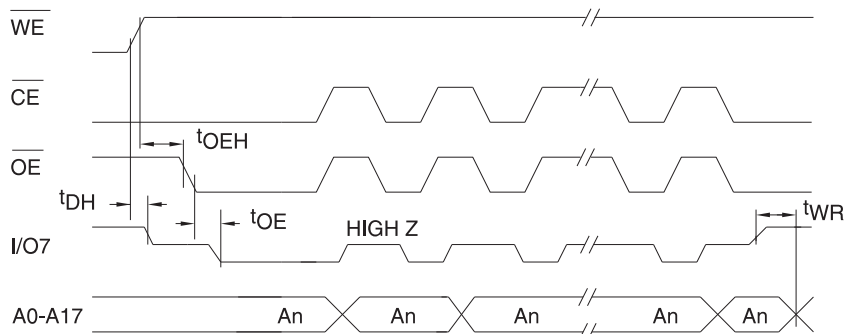 WE
CE
tOEH
OE
tDH
tOE
tWR
HIGH Z
I/O7
A0-A17 An An An An An